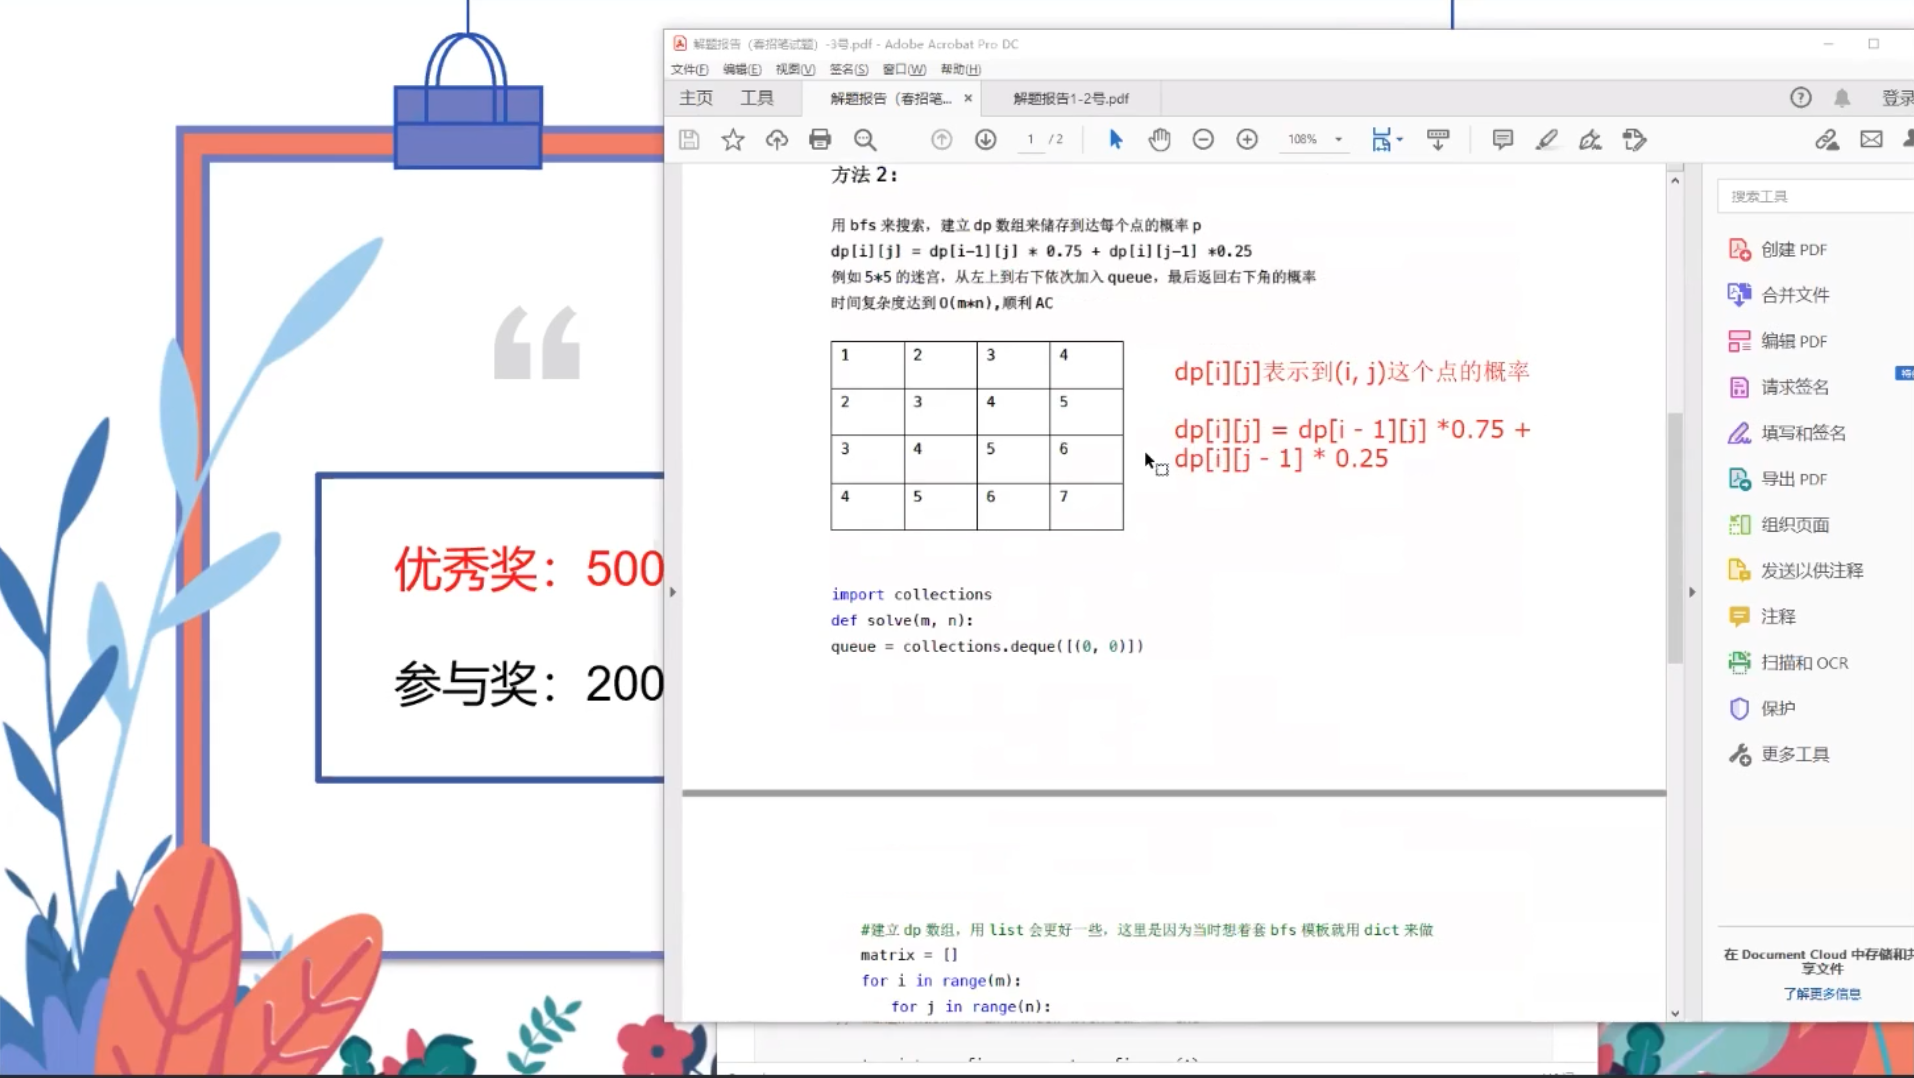 解题报告（春招笔试题）-3号.pdf - Adobe Acrobat Pro DC
文件(F) 编辑(E) 视图(V) 签名(S) 窗口(W) 帮助(H)
主页 工具 解题报告（春招笔... × 解题报告1-2号.pdf 登录
1 / 2 108%
方法 2:
用 bfs 来搜索，建立 dp 数组来储存到达每个点的概率 p
dp[i][j] = dp[i-1][j] * 0.75 + dp[i][j-1] *0.25
例如 5*5 的迷宫，从左上到右下依次加入 queue，最后返回右下角的概率
时间复杂度达到 O(m*n),顺利 AC
1 2 3 4
2 3 4 5
3 4 5 6
4 5 6 7
dp[i][j]表示到(i, j)这个点的概率
dp[i][j] = dp[i - 1][j] *0.75 +
dp[i][j - 1] * 0.25
import collections
def solve(m, n):
queue = collections.deque([(0, 0)])
#建立 dp 数组，用 list 会更好一些，这里是因为当时想着套 bfs 模板就用 dict 来做
matrix = []
for i in range(m):
for j in range(n):
“
优秀奖：500
参与奖：200
搜索工具
创建 PDF
合并文件
编辑 PDF
请求签名
填写和签名
导出 PDF
组织页面
发送以供注释
注释
扫描和 OCR
保护
更多工具
在 Document Cloud 中存储和共
享文件
了解更多信息